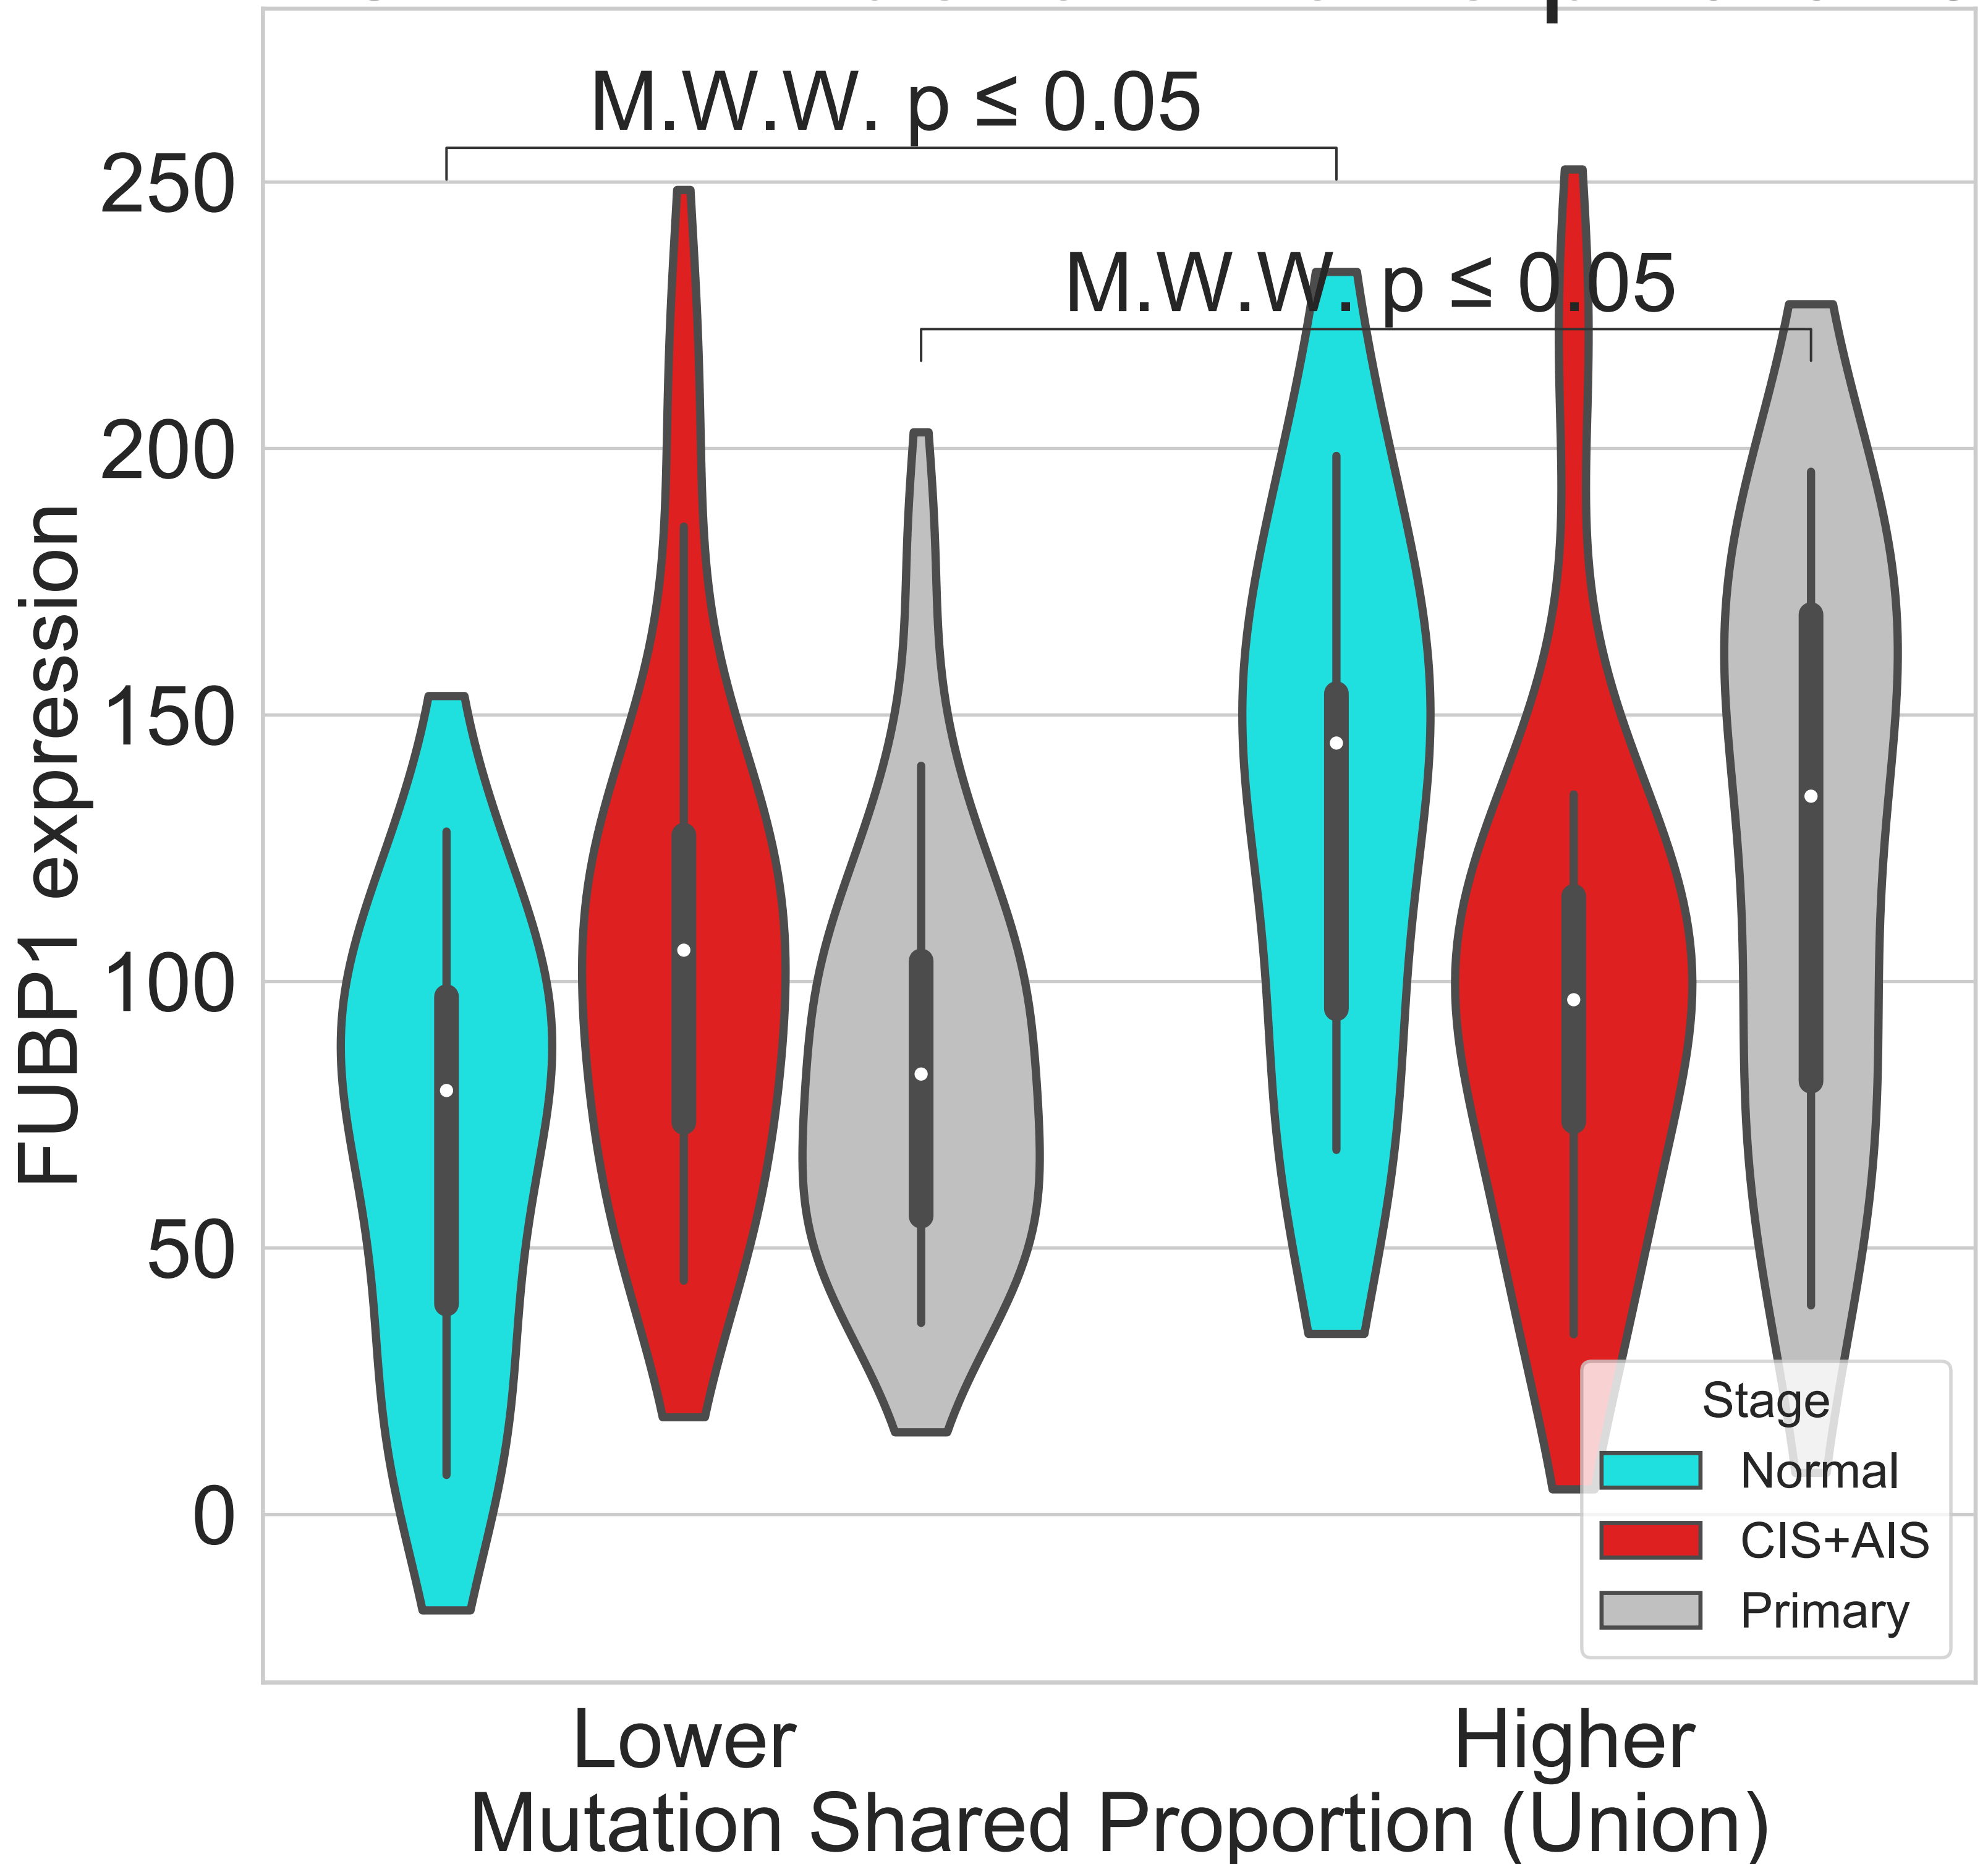 M.W.W. p ≤ 0.05
M.W.W. p ≤ 0.05
250
200
150
100
50
0
FUBP1 expression
Stage
Normal
CIS+AIS
Primary
Lower
Higher
Mutation Shared Proportion (Union)